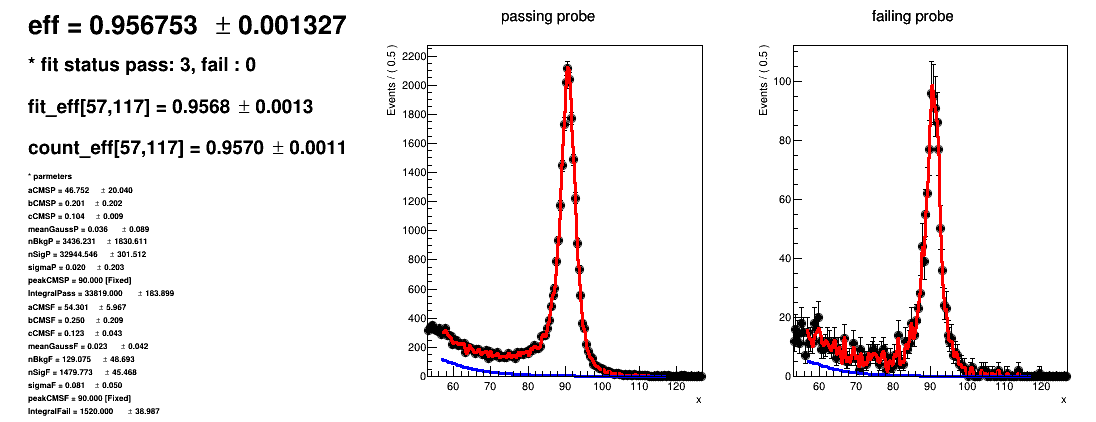 eff = 0.956753 ± 0.001327
* fit status pass: 3, fail : 0
fit_eff[57,117] = 0.9568 ± 0.0013
count_eff[57,117] = 0.9570 ± 0.0011
* parmeters
aCMSP = 46.752 ± 20.040
bCMSP = 0.201 ± 0.202
cCMSP = 0.104 ± 0.009
meanGaussP = 0.036 ± 0.089
nBkgP = 3436.231 ± 1830.611
nSigP = 32944.546 ± 301.512
sigmaP = 0.020 ± 0.203
peakCMSP = 90.000 [Fixed]
IntegralPass = 33819.000 ± 183.899
aCMSF = 54.301 ± 5.967
bCMSF = 0.250 ± 0.209
cCMSF = 0.123 ± 0.043
meanGaussF = 0.023 ± 0.042
nBkgF = 129.075 ± 48.693
nSigF = 1479.773 ± 45.468
sigmaF = 0.081 ± 0.050
peakCMSF = 90.000 [Fixed]
IntegralFail = 1520.000 ± 38.987
passing probe
Events / ( 0.5 )
2200
2000
1800
1600
1400
1200
1000
800
600
400
200
0
60 70 80 90 100 110 120
x
failing probe
Events / ( 0.5 )
100
80
60
40
20
0
60 70 80 90 100 110 120
x